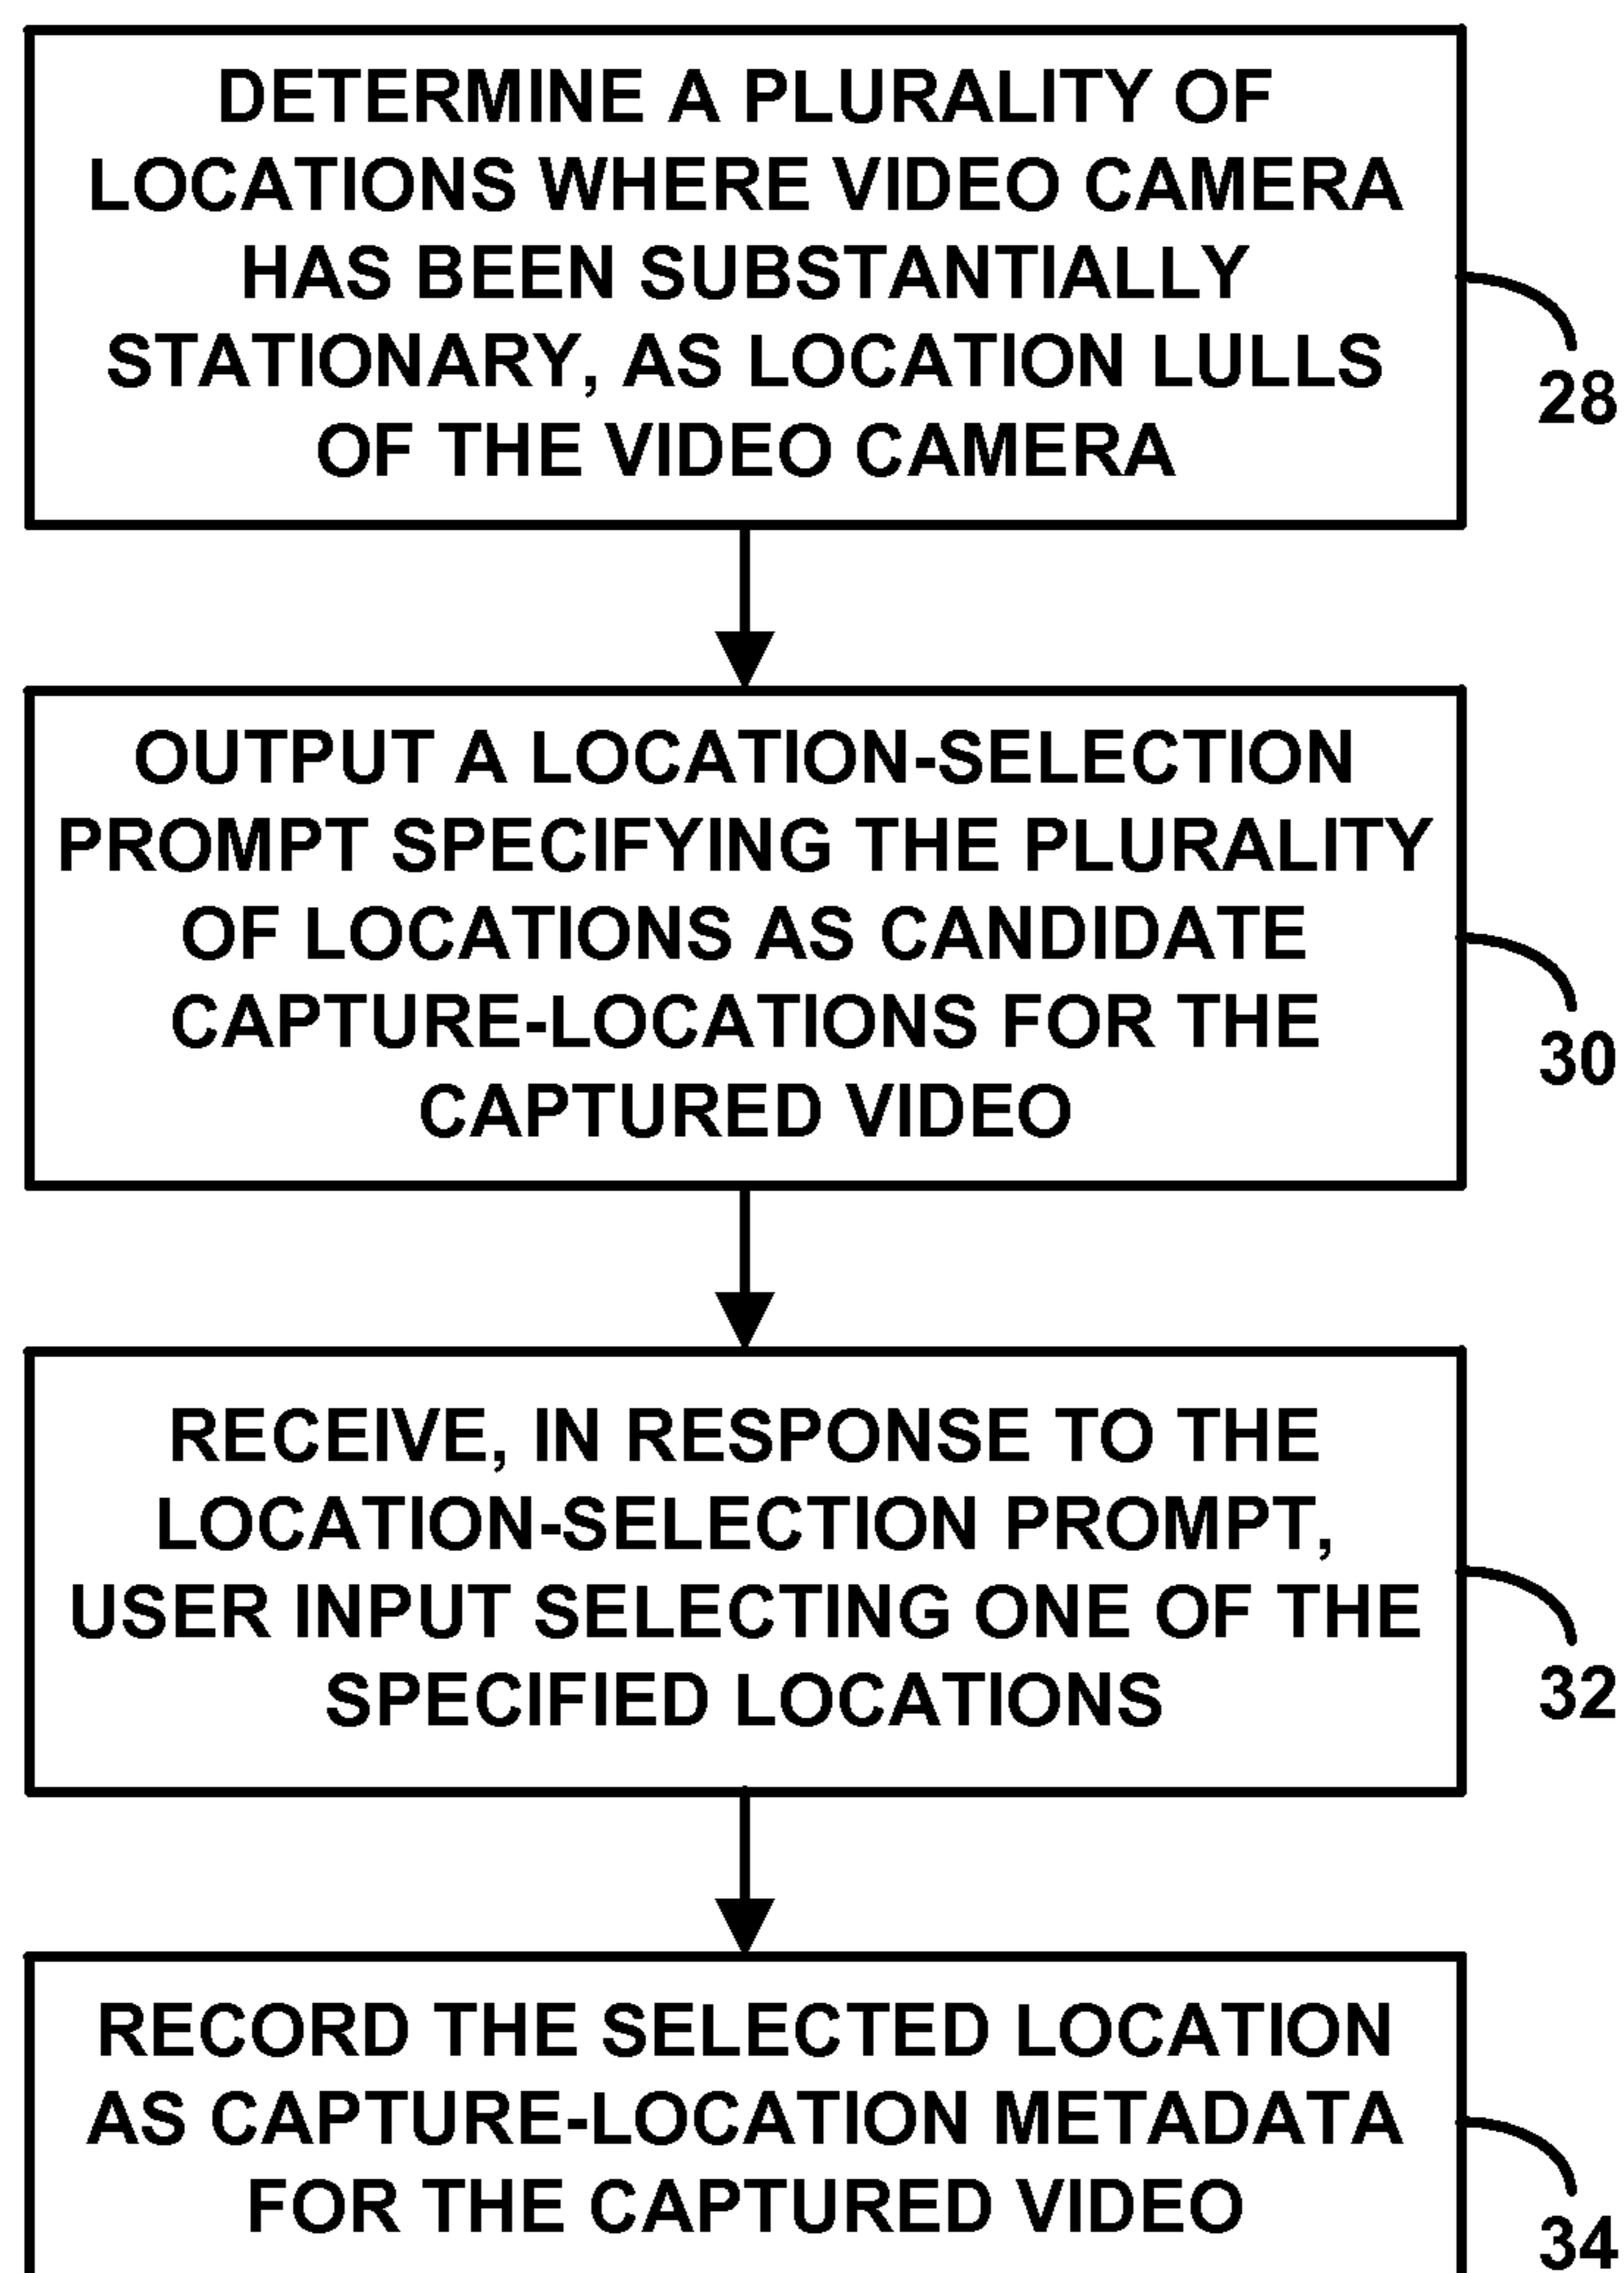 DETERMINE A PLURALITY OF
LOCATIONS WHERE VIDEO CAMERA
HAS BEEN SUBSTANTIALLY
STATIONARY, AS LOCATION LULLS
OF THE VIDEO CAMERA
28
OUTPUT A LOCATION-SELECTION
PROMPT SPECIFYING THE PLURALITY
OF LOCATIONS AS CANDIDATE
CAPTURE-LOCATIONS FOR THE
CAPTURED VIDEO
30
RECEIVE, IN RESPONSE TO THE
LOCATION-SELECTION PROMPT,
USER INPUT SELECTING ONE OF THE
SPECIFIED LOCATIONS
32
RECORD THE SELECTED LOCATION
AS CAPTURE-LOCATION METADATA
FOR THE CAPTURED VIDEO
34